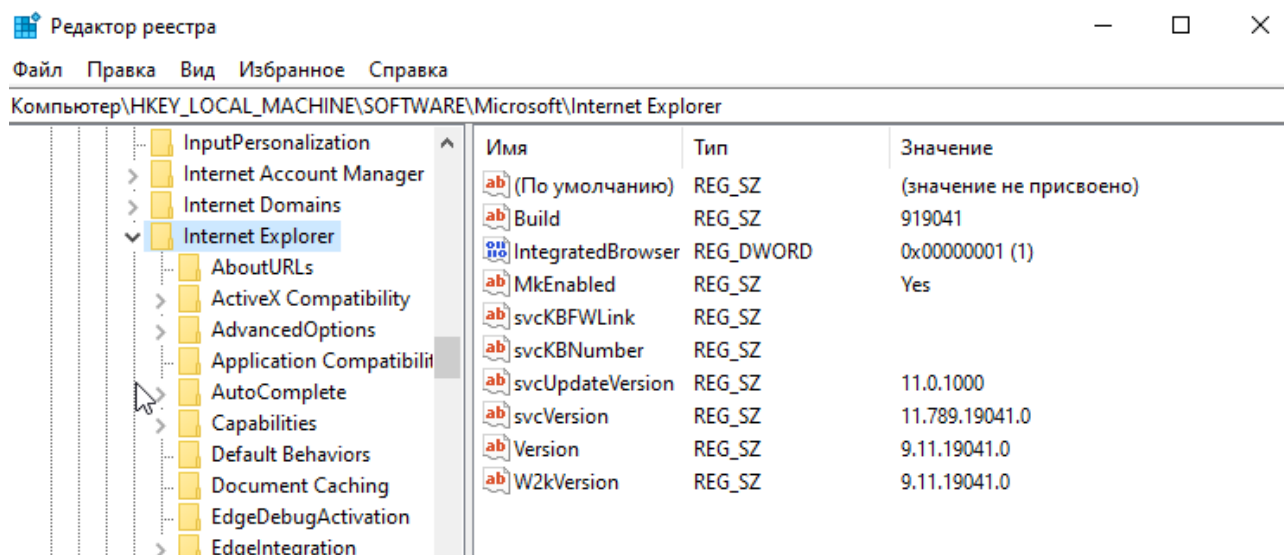 Редактор реестра
Файл Правка Вид Избранное Справка
Компьютер\HKEY_LOCAL_MACHINE\SOFTWARE\Microsoft\Internet Explorer
InputPersonalization
Internet Account Manager
Internet Domains
Internet Explorer
AboutURLs
ActiveX Compatibility
AdvancedOptions
Application Compatibilit
AutoComplete
Capabilities
Default Behaviors
Document Caching
EdgeDebugActivation
EdgeIntegration
Имя Тип Значение
(По умолчанию) REG_SZ (значение не присвоено)
Build REG_SZ 919041
IntegratedBrowser REG_DWORD 0x00000001 (1)
MkEnabled REG_SZ Yes
svcKBFWLink REG_SZ
svcKBNumber REG_SZ
svcUpdateVersion REG_SZ 11.0.1000
svcVersion REG_SZ 11.789.19041.0
Version REG_SZ 9.11.19041.0
W2kVersion REG_SZ 9.11.19041.0